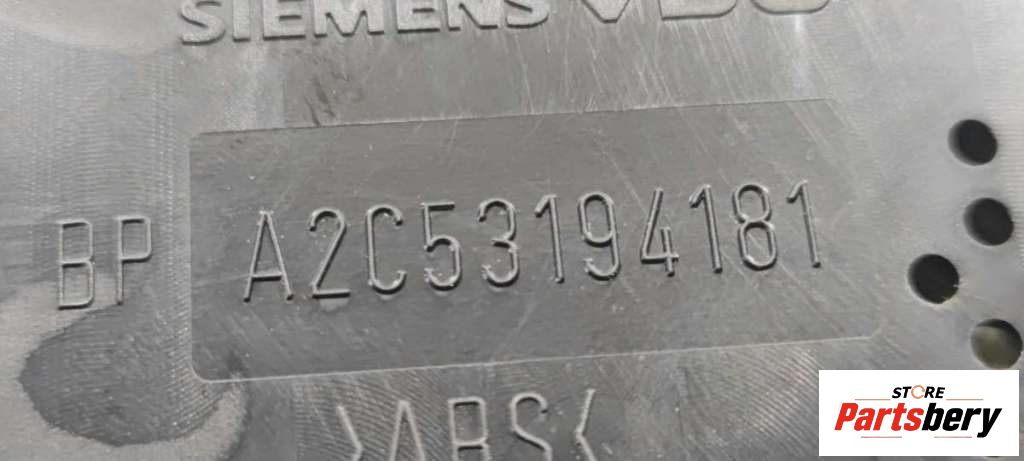 SIEMENS VDO
BP A2C53194181
>ABS<
STORE
Partsbery